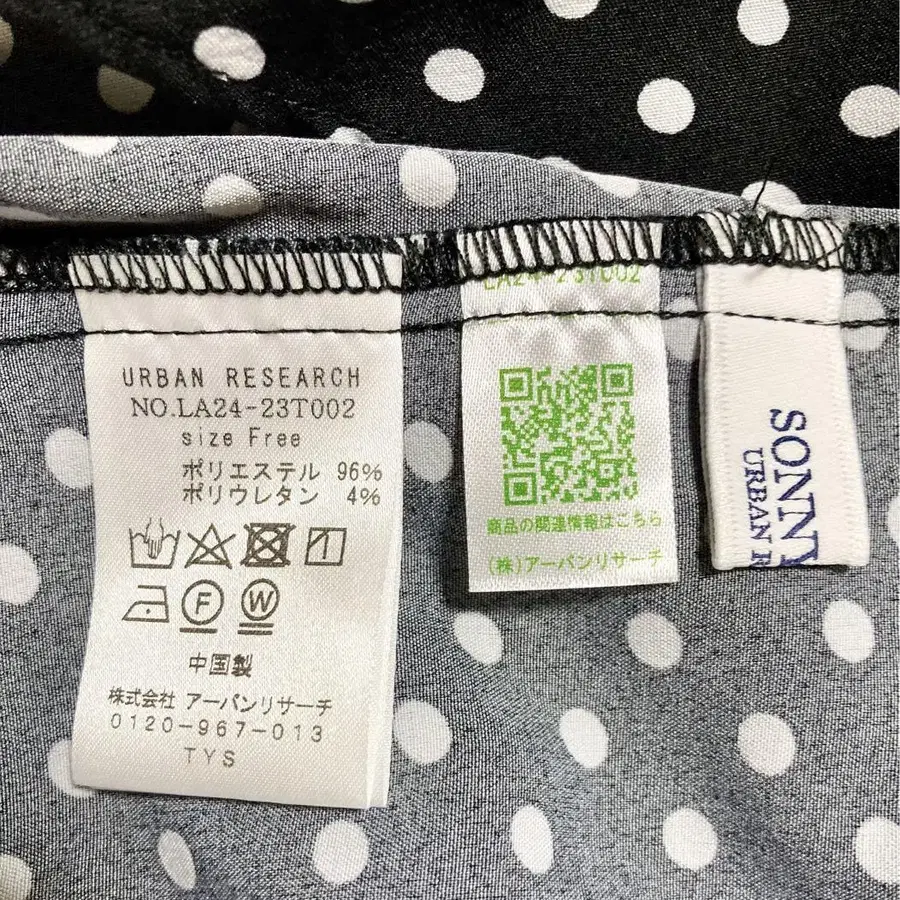 URBAN RESEARCH
NO.LA24-23T002
size Free
ポリエステル 96%
ポリウレタン 4%
F
W
中国製
株式会社 アーバンリサーチ
0120-967-013
TYS
LA24-23T002
商品の関連情報はこちら
(株)アーバンリサーチ
SONNY
URBAN R